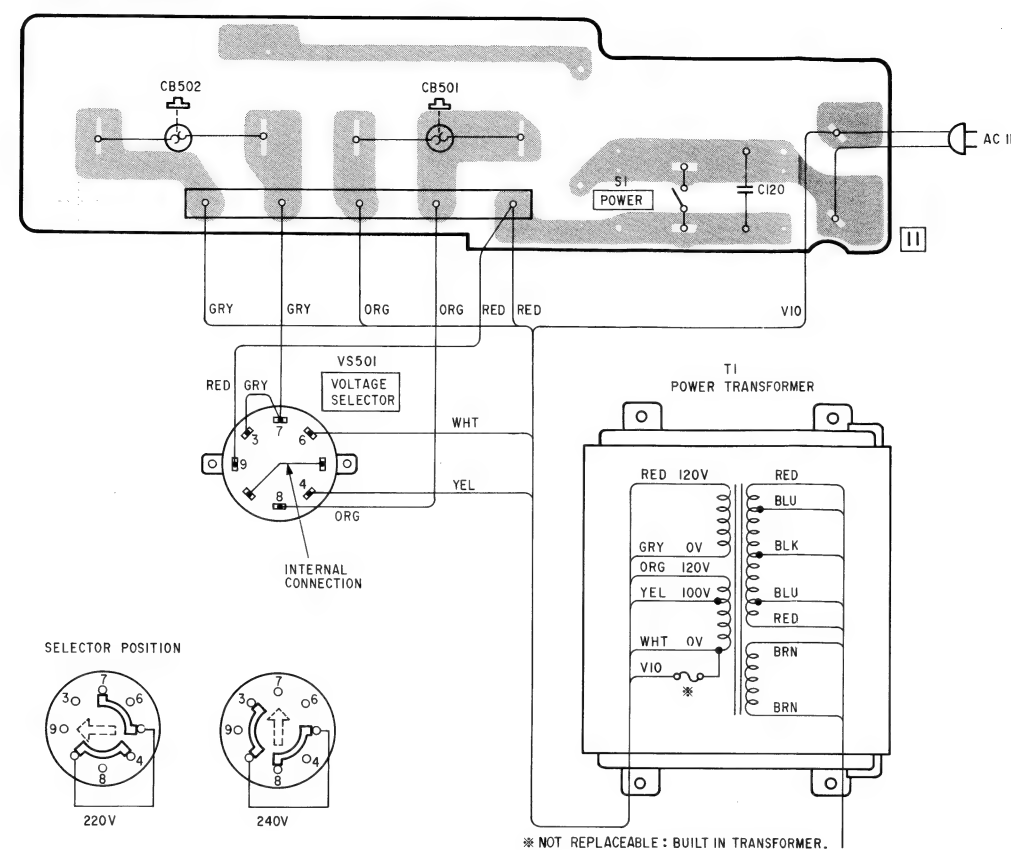 CB502
CB501
AC I
S1
POWER
C120
11
GRY
GRY
ORG
ORG
RED
RED
VIO
VS501
VOLTAGE
SELECTOR
RED
GRY
3
7
6
9
4
8
WHT
YEL
ORG
INTERNAL
CONNECTION
T1
POWER TRANSFORMER
RED 120V
GRY 0V
ORG 120V
YEL 100V
WHT 0V
VIO
※
RED
BLU
BLK
BLU
RED
BRN
BRN
SELECTOR POSITION
7
3
6
9
4
8
220V
7
3
6
9
4
8
240V
※ NOT REPLACEABLE : BUILT IN TRANSFORMER.